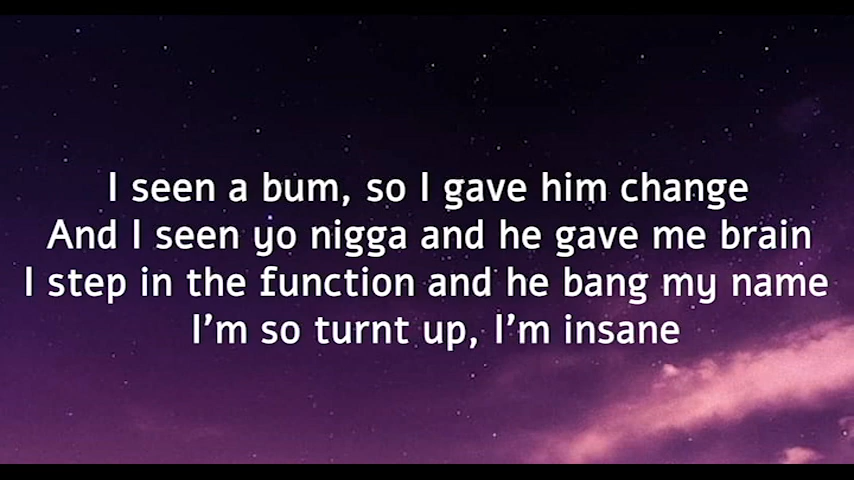 I seen a bum, so I gave him change
And I seen yo nigga and he gave me brain
I step in the function and he bang my name
I'm so turnt up, I'm insane